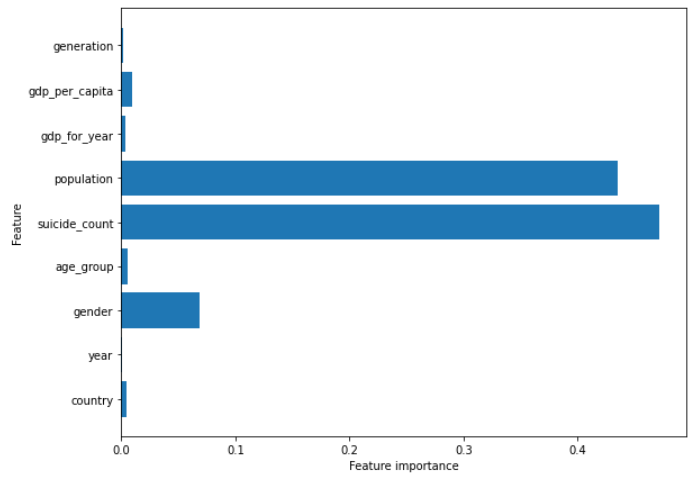 generation
gdp_per_capita
gdp_for_year
population
suicide_count
age_group
gender
year
country
Feature
0.0 0.1 0.2 0.3 0.4
Feature importance